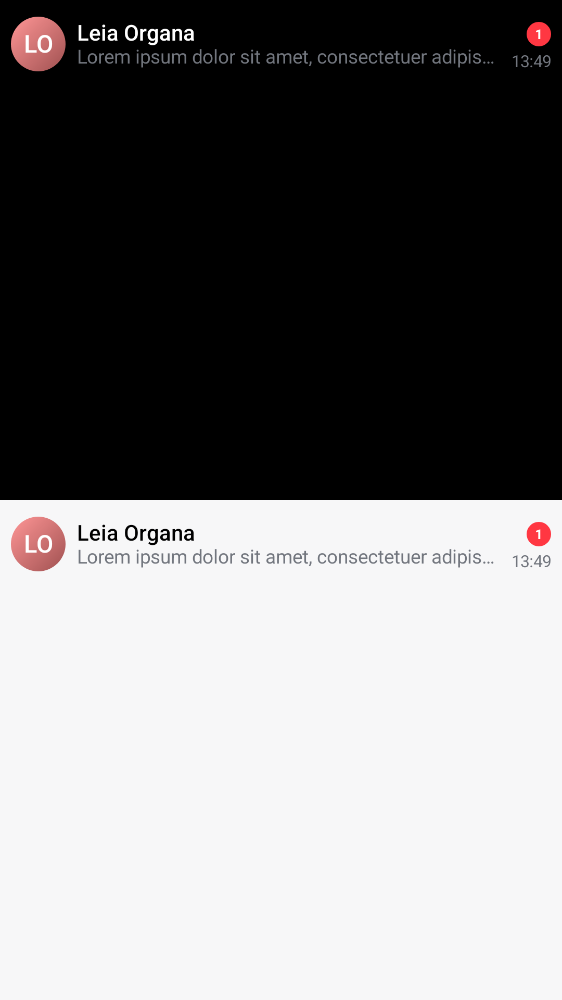 LO
Leia Organa
1
Lorem ipsum dolor sit amet, consectetuer adipis...
13:49
LO
Leia Organa
1
Lorem ipsum dolor sit amet, consectetuer adipis...
13:49